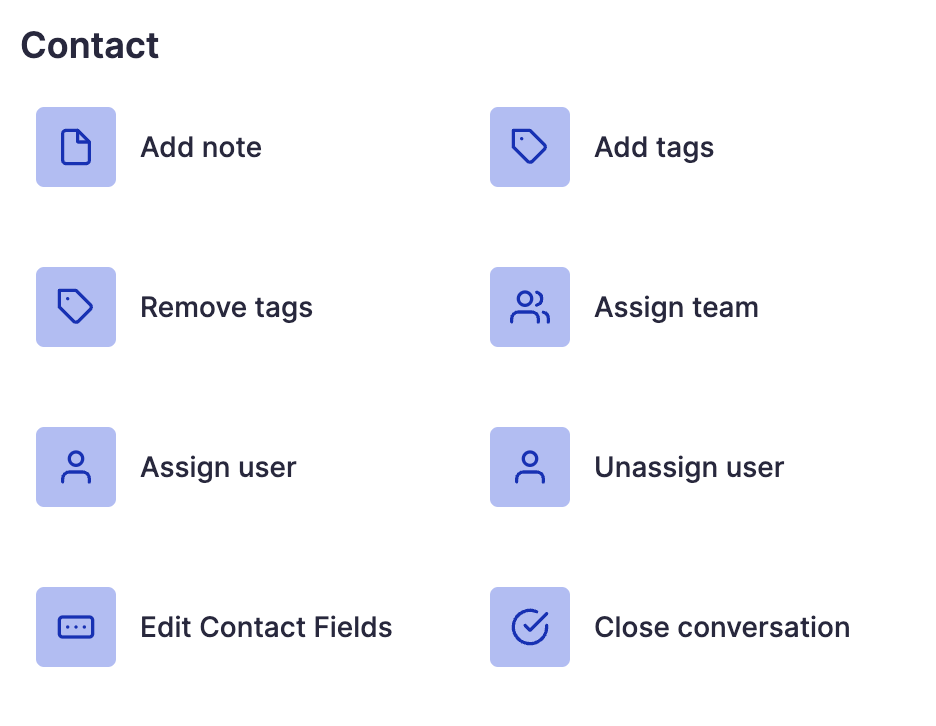 Contact
Add note
Add tags
Remove tags
Assign team
Assign user
Unassign user
Edit Contact Fields
Close conversation